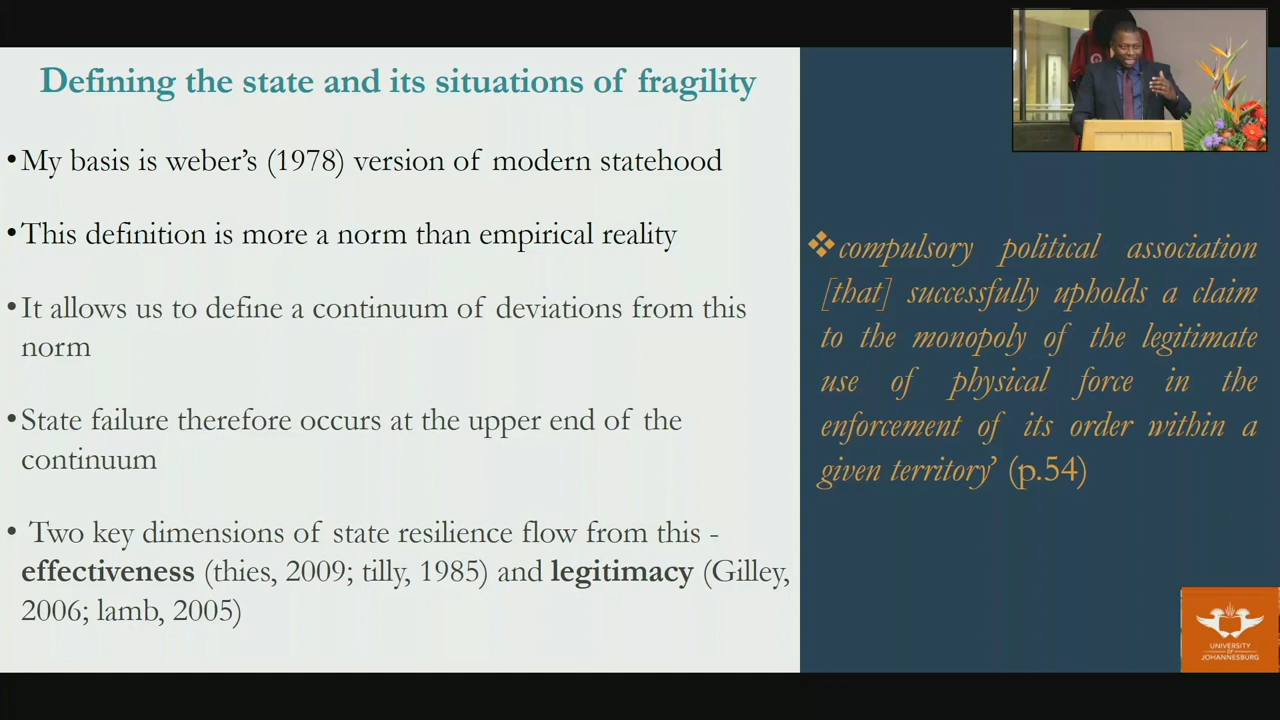 Defining the state and its situations of fragility
•My basis is weber's (1978) version of modern statehood
•This definition is more a norm than empirical reality
•It allows us to define a continuum of deviations from this
norm
•State failure therefore occurs at the upper end of the
continuum
• Two key dimensions of state resilience flow from this -
effectiveness (thies, 2009; tilly, 1985) and legitimacy (Gilley,
2006; lamb, 2005)
❖compulsory political association
[that] successfully upholds a claim
to the monopoly of the legitimate
use of physical force in the
enforcement of its order within a
given territory' (p.54)
UNIVERSITY
OF
JOHANNESBURG